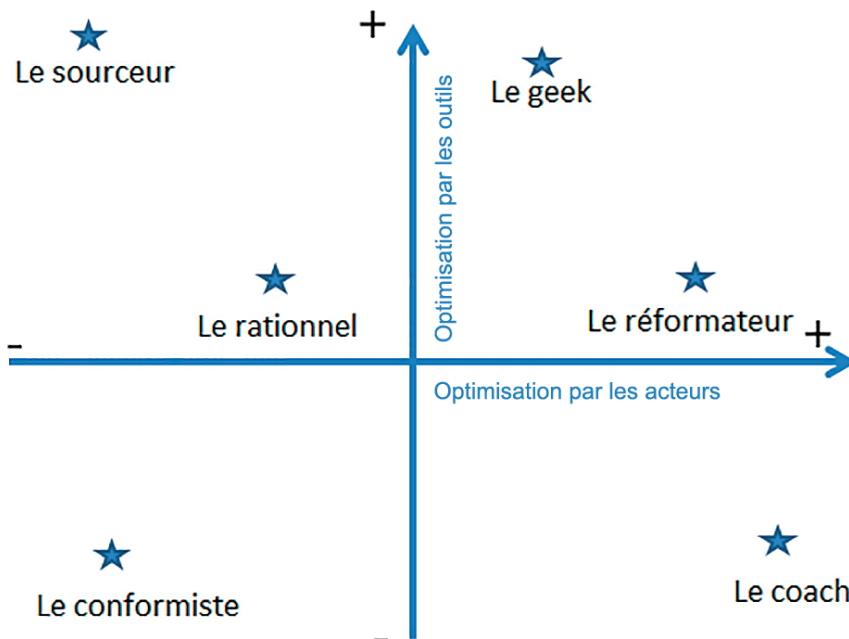 +
Le sourceur
Le geek
Optimisation par les outils
Le rationnel
Le réformateur
+
-
Optimisation par les acteurs
Le conformiste
Le coach
-